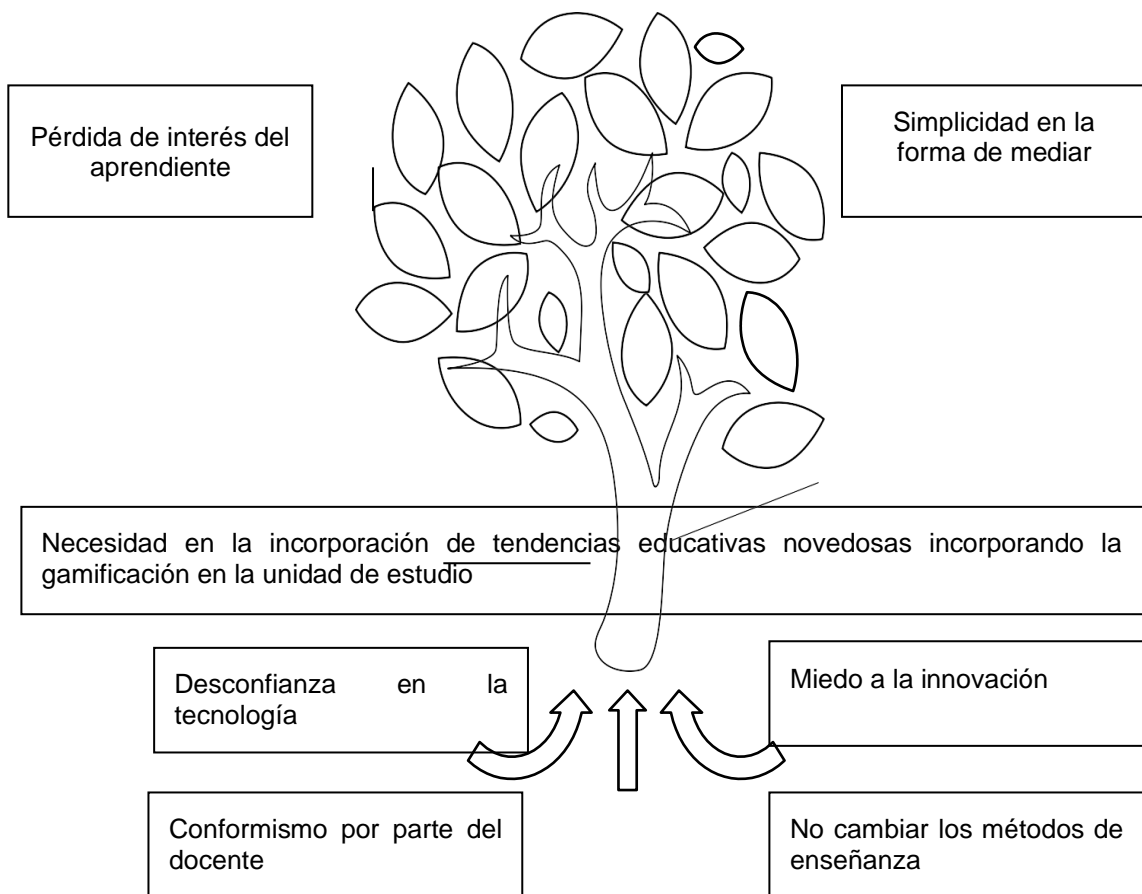 Pérdida de interés del
aprendiente
Simplicidad en la
forma de mediar
Necesidad en la incorporación de tendencias educativas novedosas incorporando la
gamificación en la unidad de estudio
Desconfianza en la
tecnología
Miedo a la innovación
Conformismo por parte del
docente
No cambiar los métodos de
enseñanza